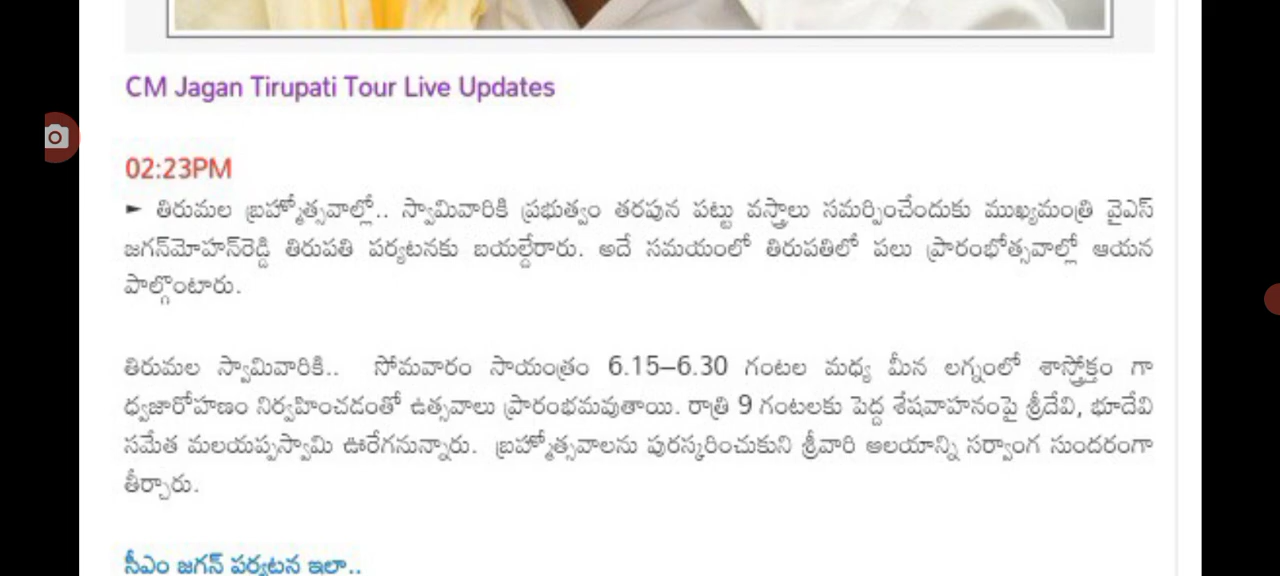 CM Jagan Tirupati Tour Live Updates
02:23PM
► తిరుమల బ్రహ్మోత్సవాల్లో.. స్వామివారికి ప్రభుత్వం తరపున పట్టు వస్త్రాలు సమర్పించేందుకు ముఖ్యమంత్రి వైఎస్
జగన్‌మోహన్‌రెడ్డి తిరుపతి పర్యటనకు బయల్దేరారు. అదే సమయంలో తిరుపతిలో పలు ప్రారంభోత్సవాల్లో ఆయన
పాల్గొంటారు.
తిరుమల స్వామివారికి.. సోమవారం సాయంత్రం 6.15–6.30 గంటల మధ్య మీన లగ్నంలో శాస్త్రోక్తం గా
ధ్వజారోహణం నిర్వహించడంతో ఉత్సవాలు ప్రారంభమవుతాయి. రాత్రి 9 గంటలకు పెద్ద శేషవాహనంపై శ్రీదేవి, భూదేవి
సమేత మలయప్పస్వామి ఊరేగనున్నారు. బ్రహ్మోత్సవాలను పురస్కరించుకుని శ్రీవారి ఆలయాన్ని సర్వాంగ సుందరంగా
తీర్చారు.
సీఎం జగన్‌ పర్యటన ఇలా..